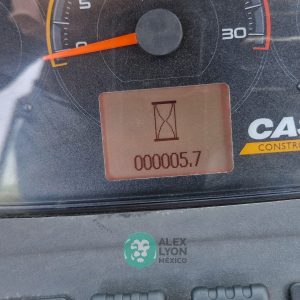 5
0
30
000005.7
CAS
CONSTR
ALEX
LYON
MÉXICO